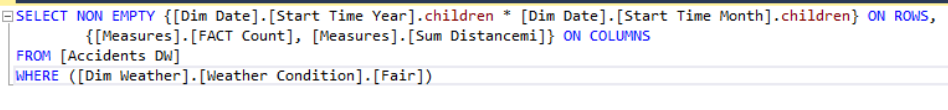 SELECT NON EMPTY {[Dim Date].[Start Time Year].children * [Dim Date].[Start Time Month].children} ON ROWS,
{[Measures].[FACT Count], [Measures].[Sum Distancemi]} ON COLUMNS
FROM [Accidents DW]
WHERE ([Dim Weather].[Weather Condition].[Fair])